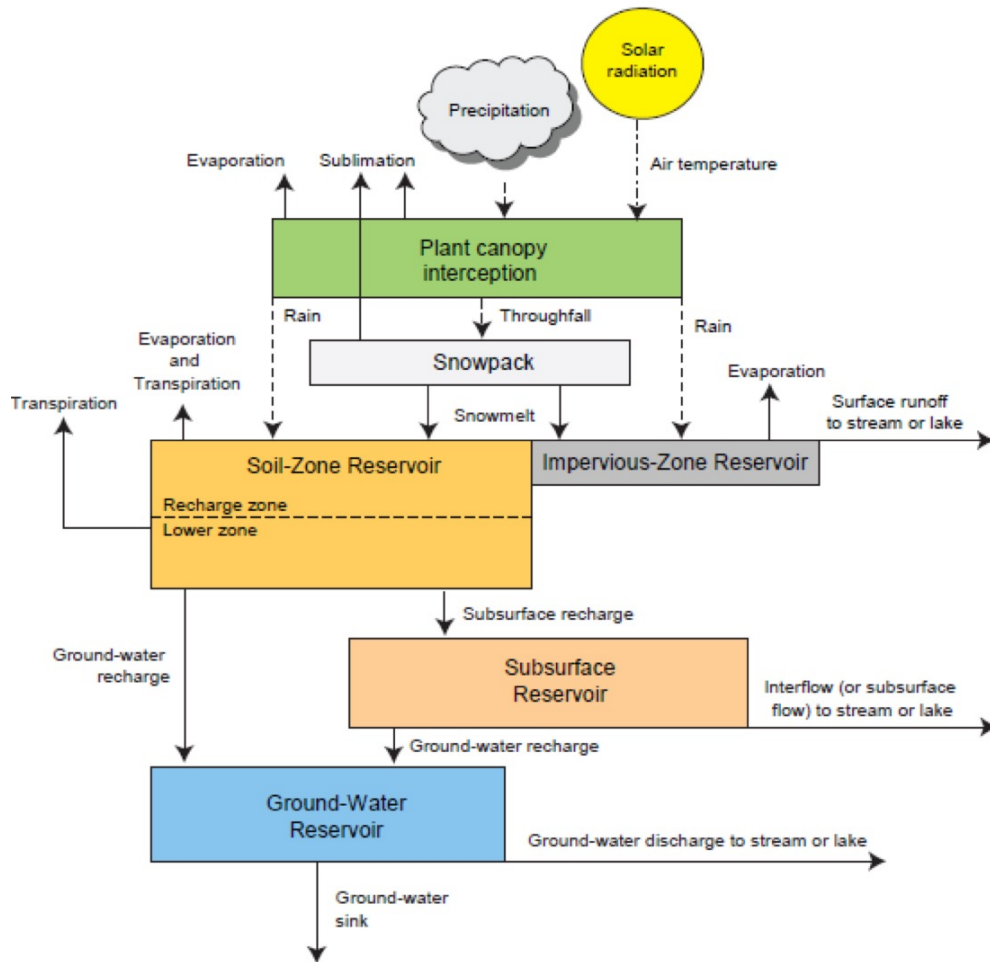 Solar
radiation
Precipitation
Evaporation
Sublimation
Air temperature
Plant canopy
interception
Rain
Throughfall
Rain
Evaporation
and
Transpiration
Snowpack
Evaporation
Transpiration
Snowmelt
Surface runoff
to stream or lake
Soil-Zone Reservoir
Impervious-Zone Reservoir
Recharge zone
Lower zone
Subsurface recharge
Ground-water
recharge
Subsurface
Reservoir
Interflow (or subsurface
flow) to stream or lake
Ground-water recharge
Ground-Water
Reservoir
Ground-water discharge to stream or lake
Ground-water
sink